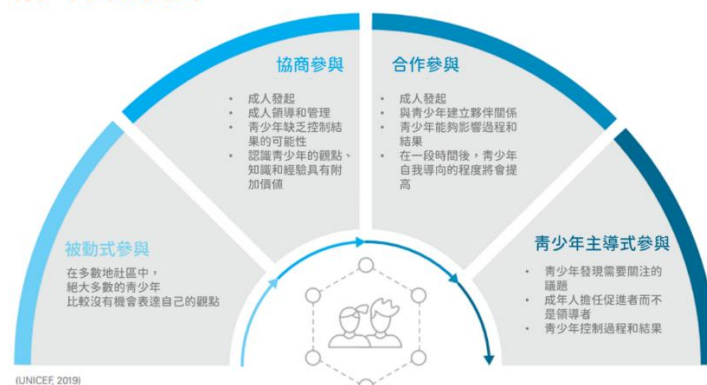 協商參與
• 成人發起
• 成人領導和管理
• 青少年缺乏控制結
果的可能性
• 認識青少年的觀點、
知識和經驗具有附
加價值
合作參與
• 成人發起
• 與青少年建立夥伴關係
• 青少年能夠影響過程和
結果
• 在一段時間後，青少年
自我導向的程度將會提
高
被動式參與
在多數地社區中，
絕大多數的青少年
比較沒有機會表達自己的觀點
青少年主導式參與
• 青少年發現需要關注的
議題
• 成年人擔任促進者而不
是領導者
• 青少年控制過程和結果
(UNICEF, 2019)